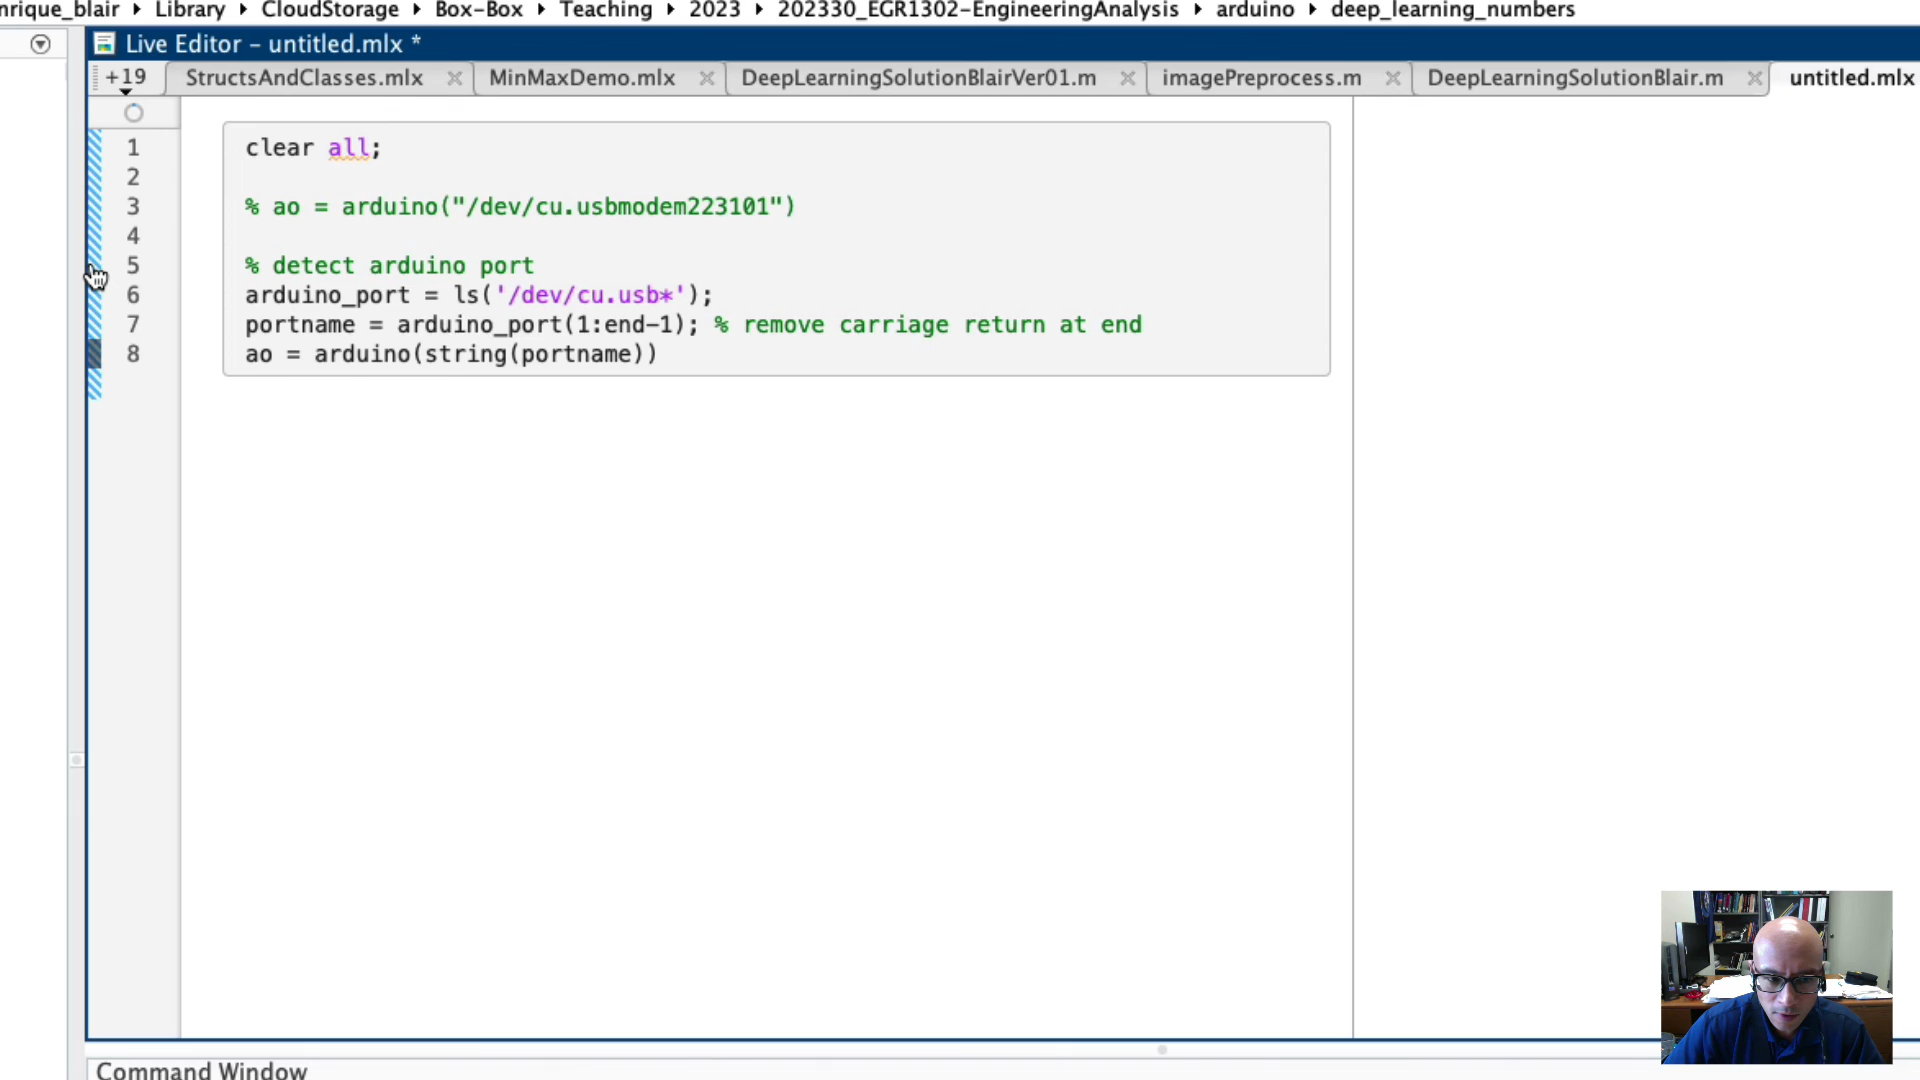 nrique_blair ▸ Library ▸ CloudStorage ▸ Box-Box ▸ Teaching ▸ 2023 ▸ 202330_EGR1302-EngineeringAnalysis ▸ arduino ▸ deep_learning_numbers
Live Editor - untitled.mlx *
+19 StructsAndClasses.mlx MinMaxDemo.mlx DeepLearningSolutionBlairVer01.m imagePreprocess.m DeepLearningSolutionBlair.m untitled.mlx
1 clear all;
2
3 % ao = arduino("/dev/cu.usbmodem223101")
4
5 % detect arduino port
6 arduino_port = ls('/dev/cu.usb*');
7 portname = arduino_port(1:end-1); % remove carriage return at end
8 ao = arduino(string(portname))
Command Window